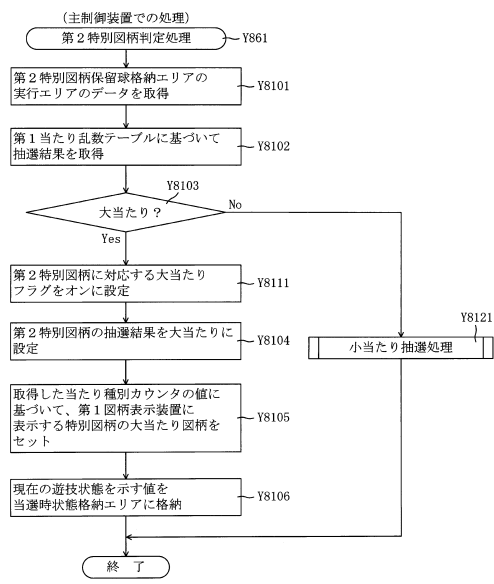 (主制御装置での処理)
第2特別図柄判定処理
Y861
第2特別図柄保留球格納エリアの
実行エリアのデータを取得
Y8101
第1当たり乱数テーブルに基づいて
抽選結果を取得
Y8102
Y8103
大当たり?
No
Yes
第2特別図柄に対応する大当たり
フラグをオンに設定
Y8111
Y8121
小当たり抽選処理
第2特別図柄の抽選結果を大当たりに
設定
Y8104
取得した当たり種別カウンタの値に
基づいて、第1図柄表示装置に
表示する特別図柄の大当たり図柄を
セット
Y8105
現在の遊技状態を示す値を
当選時状態格納エリアに格納
Y8106
終 了